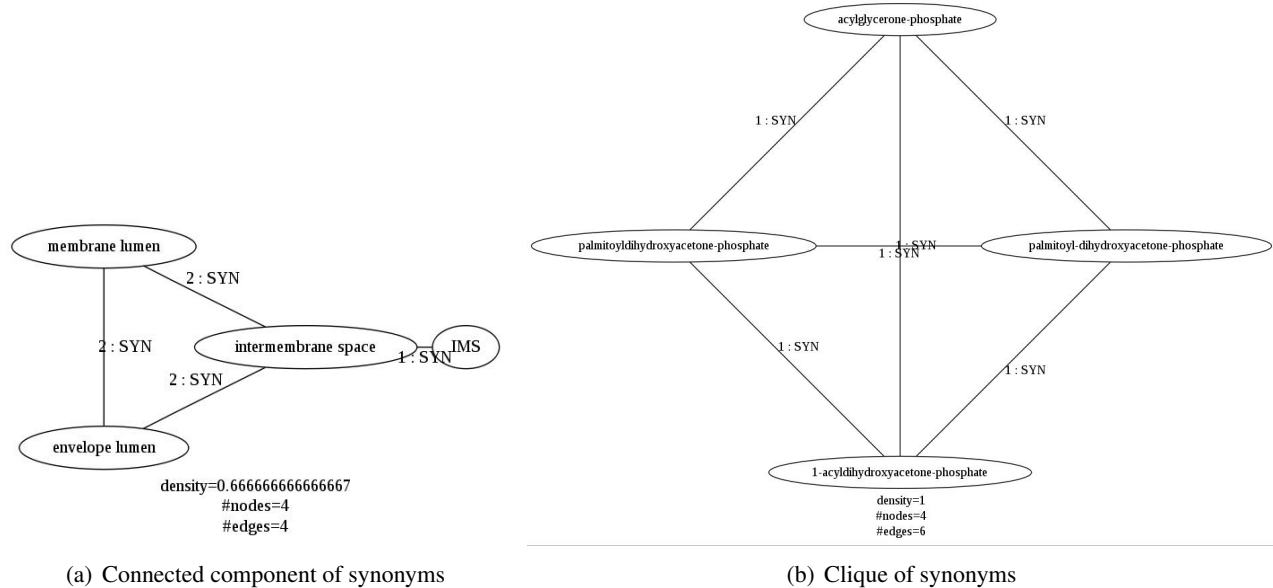 membrane lumen
2 : SYN
2 : SYN
intermembrane space
1 : SYN
IMS
2 : SYN
envelope lumen
density=0.666666666666667
#nodes=4
#edges=4
(a) Connected component of synonyms
acylglycerone-phosphate
1 : SYN
1 : SYN
palmitoyldihydroxyacetone-phosphate
1 : SYN
1 : SYN
palmitoyl-dihydroxyacetone-phosphate
1 : SYN
1 : SYN
1-acyldihydroxyacetone-phosphate
density=1
#nodes=4
#edges=6
(b) Clique of synonyms